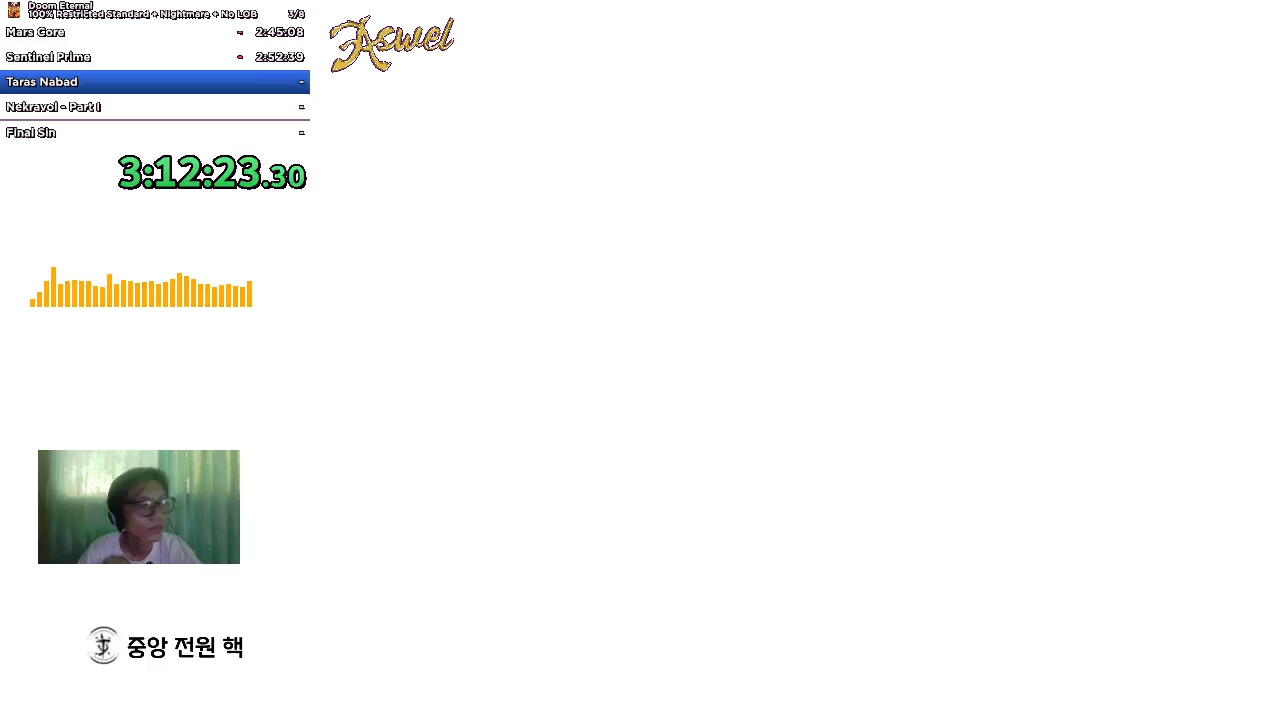 Doom Eternal
100% Restricted Standard + Nightmare + No LOB 3/8
Mars Core - 2:45:08
Sentinel Prime - 2:52:39
Taras Nabad -
Nekravol - Part I -
Final Sin -
3:12:23.30
Aswel
중앙 전원 핵